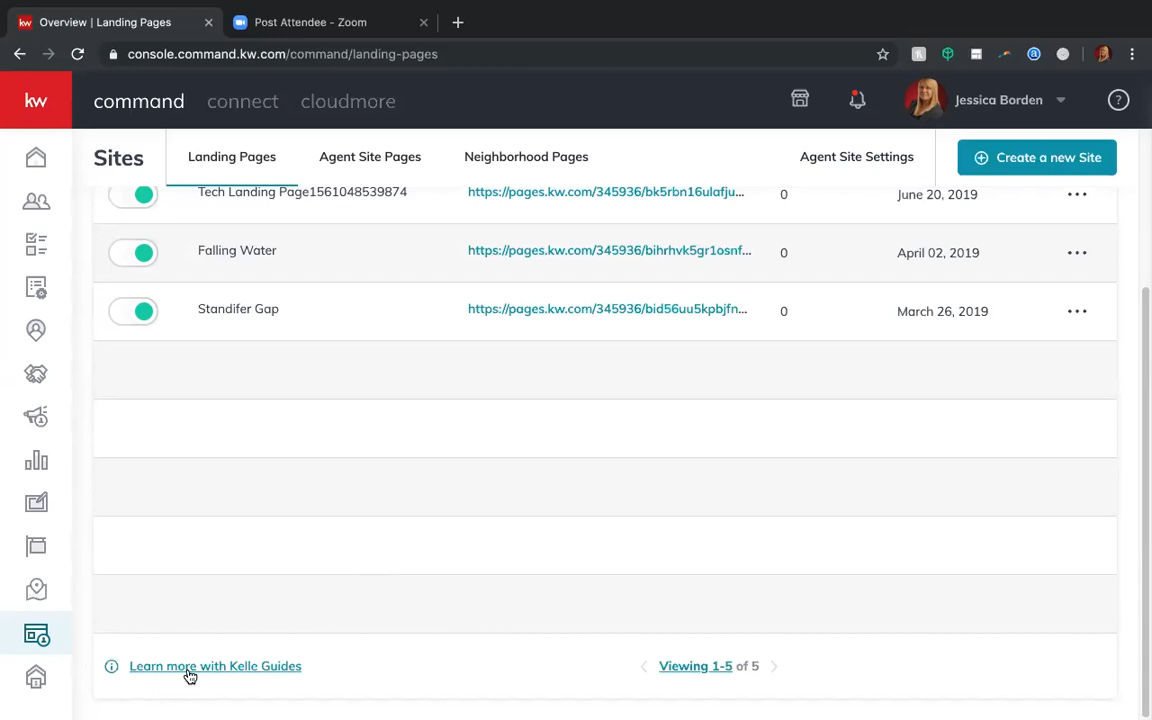 Overview | Landing Pages
Post Attendee - Zoom
console.command.kw.com/command/landing-pages
kw command connect cloudmore Jessica Borden
Sites Landing Pages Agent Site Pages Neighborhood Pages Agent Site Settings Create a new Site
Tech Landing Page1561048539874 https://pages.kw.com/345936/bk5rbn16ulafju... 0 June 20, 2019
Falling Water https://pages.kw.com/345936/bihrhvk5gr1osnf... 0 April 02, 2019
Standifer Gap https://pages.kw.com/345936/bid56uu5kpbjfn... 0 March 26, 2019
Learn more with Kelle Guides Viewing 1-5 of 5